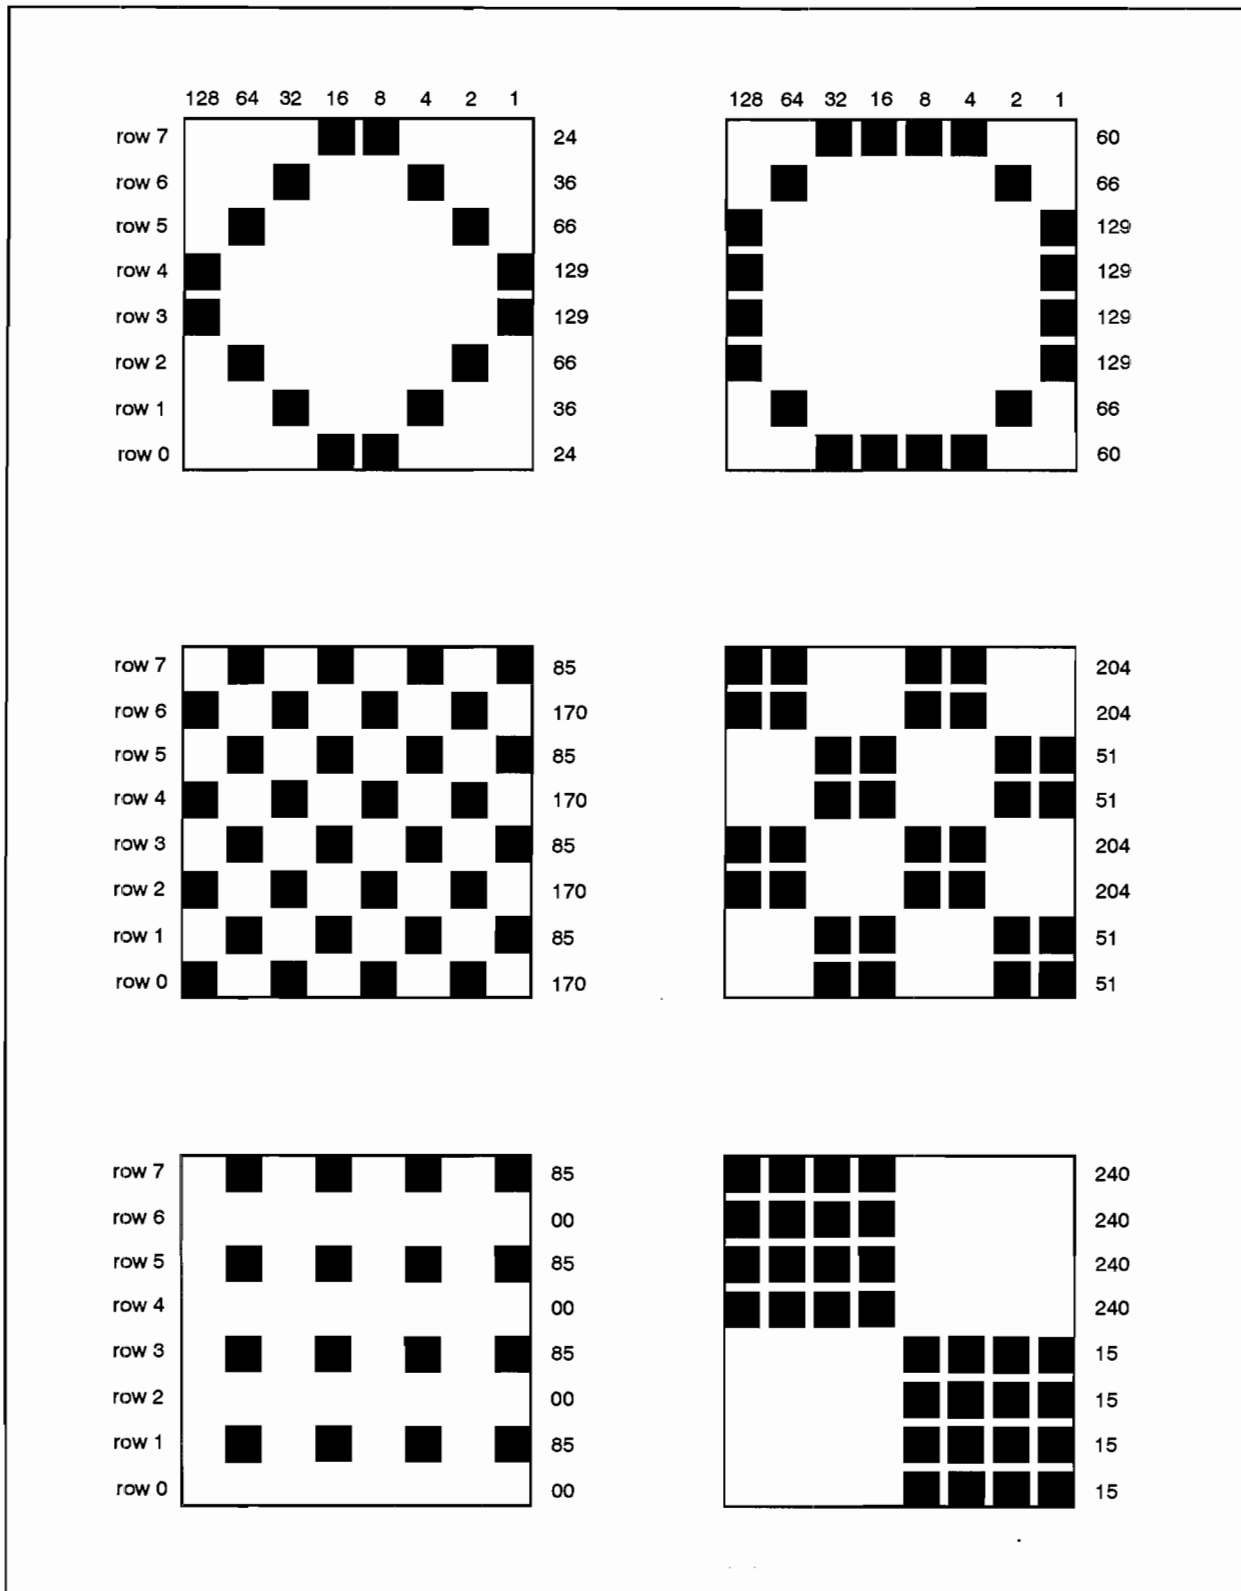 128 64 32 16 8 4 2 1 128 64 32 16 8 4 2 1
row 7 24 60
row 6 36 66
row 5 66 129
row 4 129 129
row 3 129 129
row 2 66 129
row 1 36 66
row 0 24 60
row 7 85 204
row 6 170 204
row 5 85 51
row 4 170 51
row 3 85 204
row 2 170 204
row 1 85 51
row 0 170 51
row 7 85 240
row 6 00 240
row 5 85 240
row 4 00 240
row 3 85 15
row 2 00 15
row 1 85 15
row 0 00 15